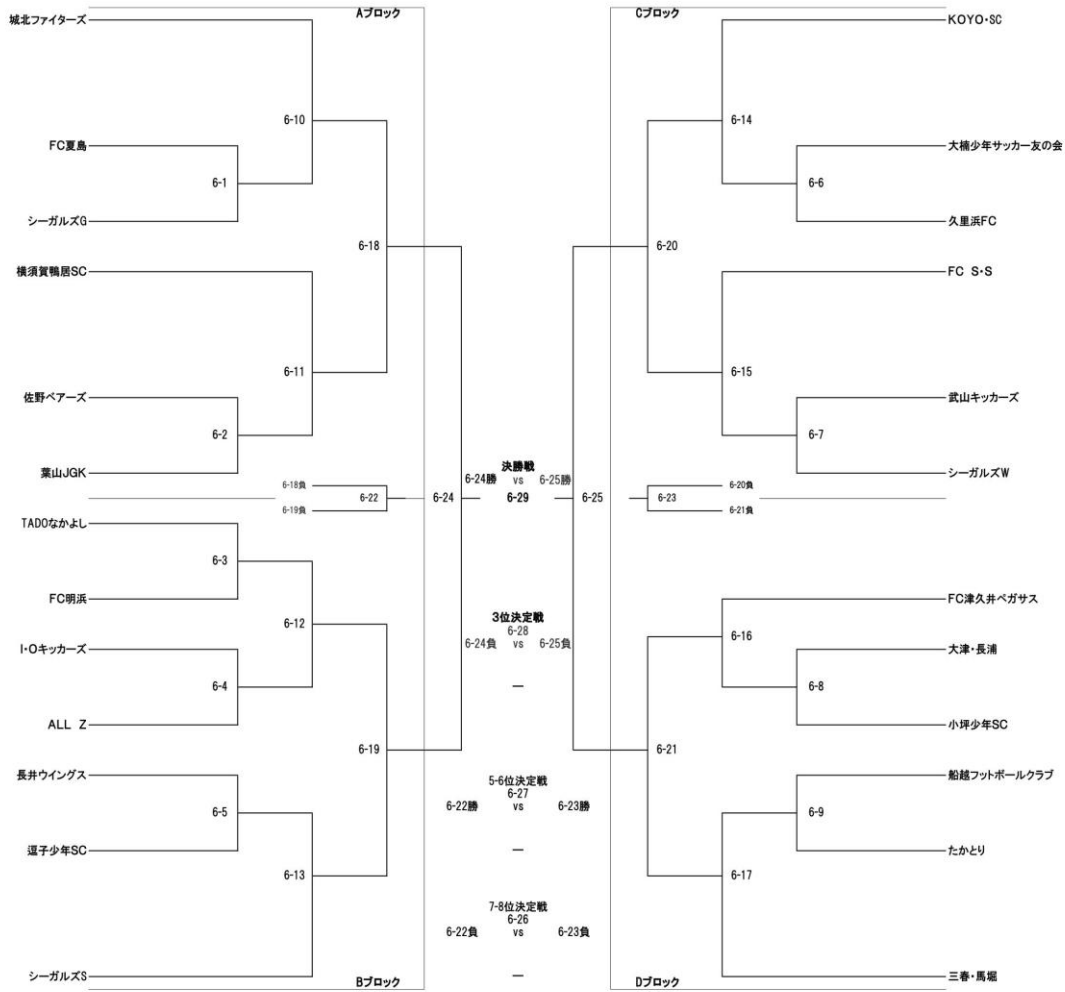 Aブロック
城北ファイターズ
6-10
FC夏島
6-1
シーガルズG
6-18
横須賀鴨居SC
6-11
佐野ベアーズ
6-2
葉山JGK
6-18負
6-22
6-19負
6-24
TADOなかよし
6-3
FC明浜
6-12
I・Oキッカーズ
6-4
ALL Z
6-19
長井ウイングス
6-5
逗子少年SC
6-13
シーガルズS
Bブロック
決勝戦
6-24勝 vs 6-25勝
6-29
3位決定戦
6-28
6-24負 vs 6-25負
—
5-6位決定戦
6-27
6-22勝 vs 6-23勝
—
7-8位決定戦
6-26
6-22負 vs 6-23負
—
Cブロック
KOYO・SC
6-14
大楠少年サッカー友の会
6-6
久里浜FC
6-20
FC S・S
6-15
武山キッカーズ
6-7
シーガルズW
6-20負
6-25
6-23
6-21負
FC津久井ペガサス
6-16
大津・長浦
6-8
小坪少年SC
6-21
船越フットボールクラブ
6-9
たかとり
6-17
三春・馬堀
Dブロック